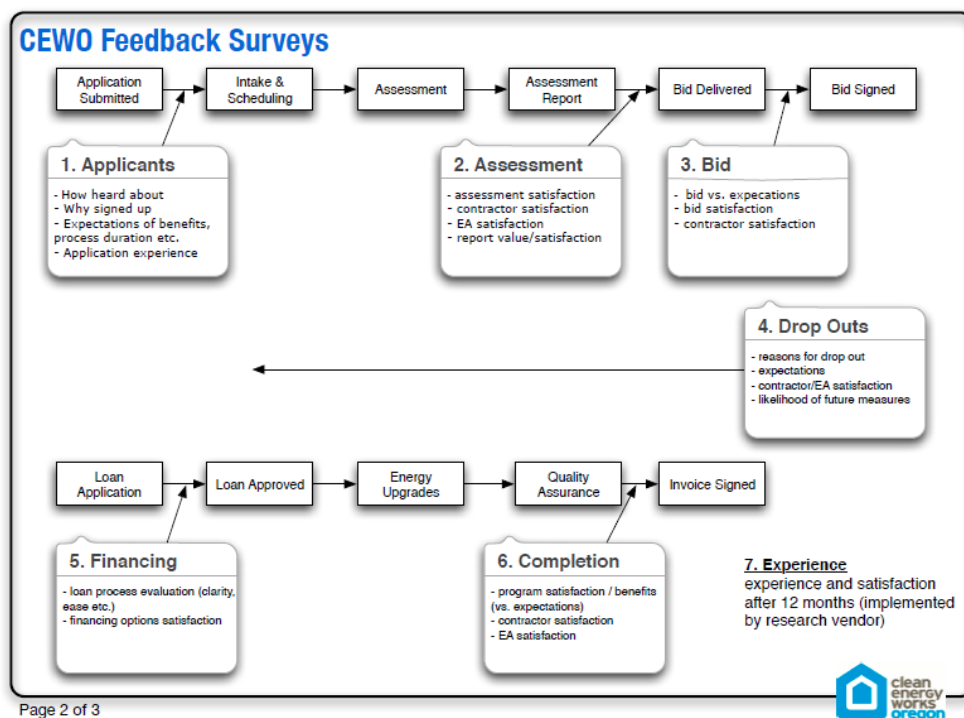 CEWO Feedback Surveys
Application
Submitted
Intake &
Scheduling
Assessment
Assessment
Report
Bid Delivered
Bid Signed
1. Applicants
- How heard about
- Why signed up
- Expectations of benefits,
process duration etc.
- Application experience
2. Assessment
- assessment satisfaction
- contractor satisfaction
- EA satisfaction
- report value/satisfaction
3. Bid
- bid vs. expecations
- bid satisfaction
- contractor satisfaction
4. Drop Outs
- reasons for drop out
- expectations
- contractor/EA satisfaction
- likelihood of future measures
Loan
Application
Loan Approved
Energy
Upgrades
Quality
Assurance
Invoice Signed
5. Financing
- loan process evaluation (clarity,
ease etc.)
- financing options satisfaction
6. Completion
- program satisfaction / benefits
(vs. expectations)
- contractor satisfaction
- EA satisfaction
7. Experience
experience and satisfaction
after 12 months (implemented
by research vendor)
clean
energy
works
oregon
Page 2 of 3